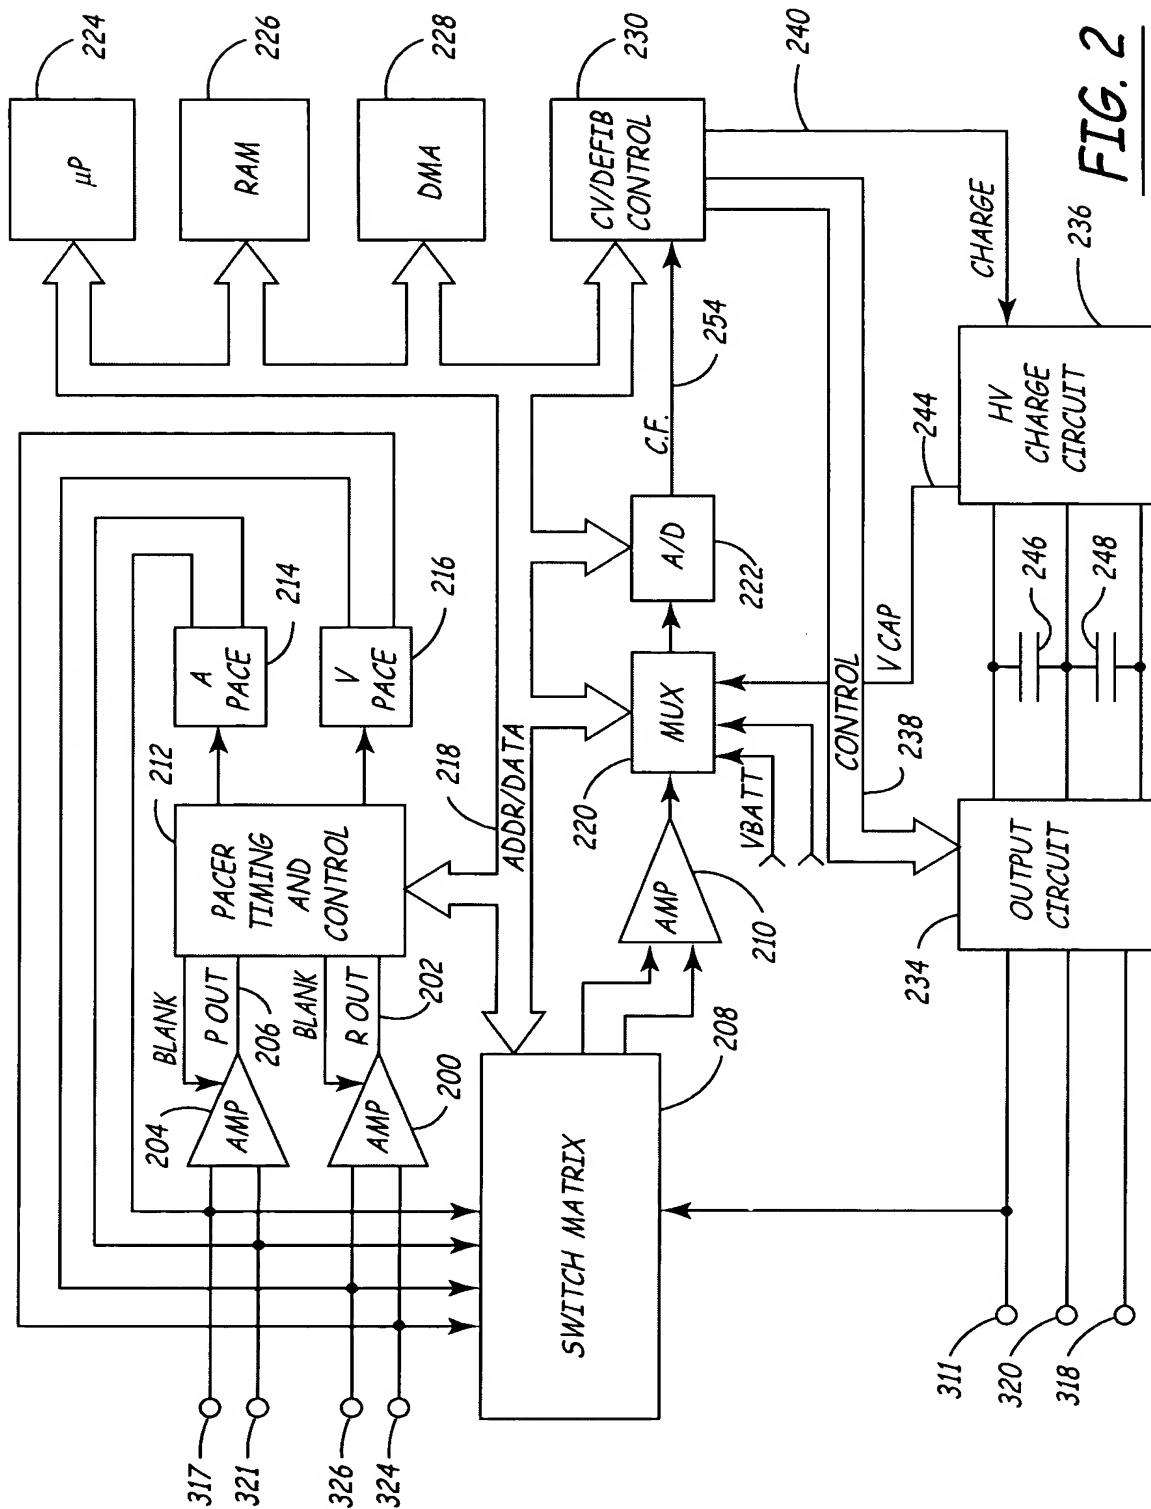 317
321
326
324
204
AMP
BLANK
P OUT
206
AMP
BLANK
R OUT
202
200
212
PACER
TIMING
AND
CONTROL
A
PACE
214
V
PACE
216
218
ADDR/DATA
µP
224
RAM
226
DMA
228
CV/DEFIB
CONTROL
230
240
SWITCH MATRIX
208
AMP
210
220
MUX
VBATT
A/D
222
C.F.
254
CONTROL
238
V CAP
244
CHARGE
311
320
318
234
OUTPUT
CIRCUIT
246
248
HV
CHARGE
CIRCUIT
236
FIG. 2